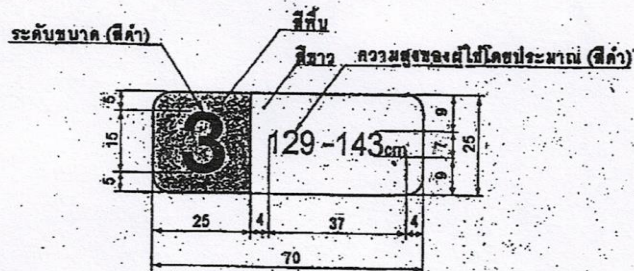 สีพื้น
ระดับขนาด (สีดำ)
สีขาว ความสูงของผู้ใช้โดยประมาณ (สีดำ)
5 15 5
3 129-143cm
9 7 9 25
25 4 37 4
70